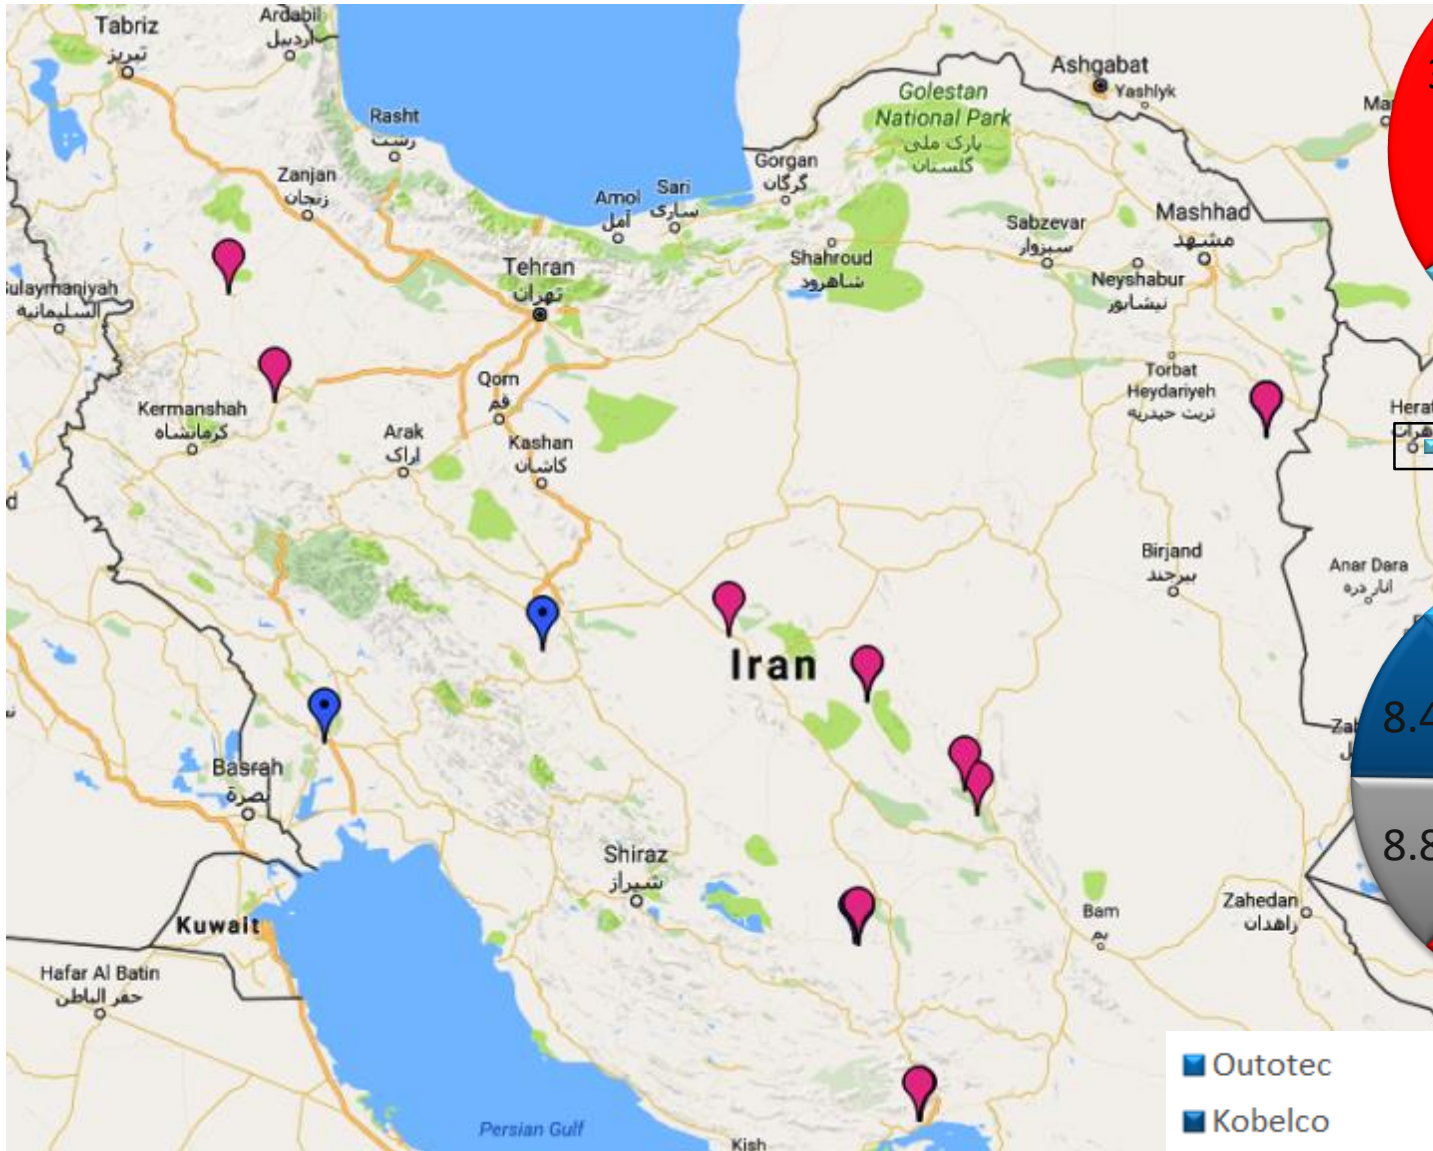 Tabriz
تبریز
Ardabil
اردبیل
Rasht
رشت
Zanjan
زنجان
Amol
آمل
Sari
ساری
Gorgan
گرگان
Golestan
National Park
پارک ملی
گلستان
Ashgabat
Yashlyk
Shahroud
شاهرود
Sabzevar
سبزوار
Mashhad
مشهد
Neyshabur
نیشابور
Tehran
تهران
السليمانية
Qom
قم
Kermanshah
کرمانشاه
Arak
اراک
Kashan
کاشان
Torbat
Heydariyeh
تربت حیدریه
Herat
هرات
Birjand
بیرجند
Anar Dara
انار دره
Iran
Basrah
بصرة
8.4
8.8
Shiraz
شیراز
Kuwait
Bam
بم
Zahedan
زاهدان
Hafar Al Batin
حفر الباطن
Persian Gulf
Kish
Outotec
Kobelco